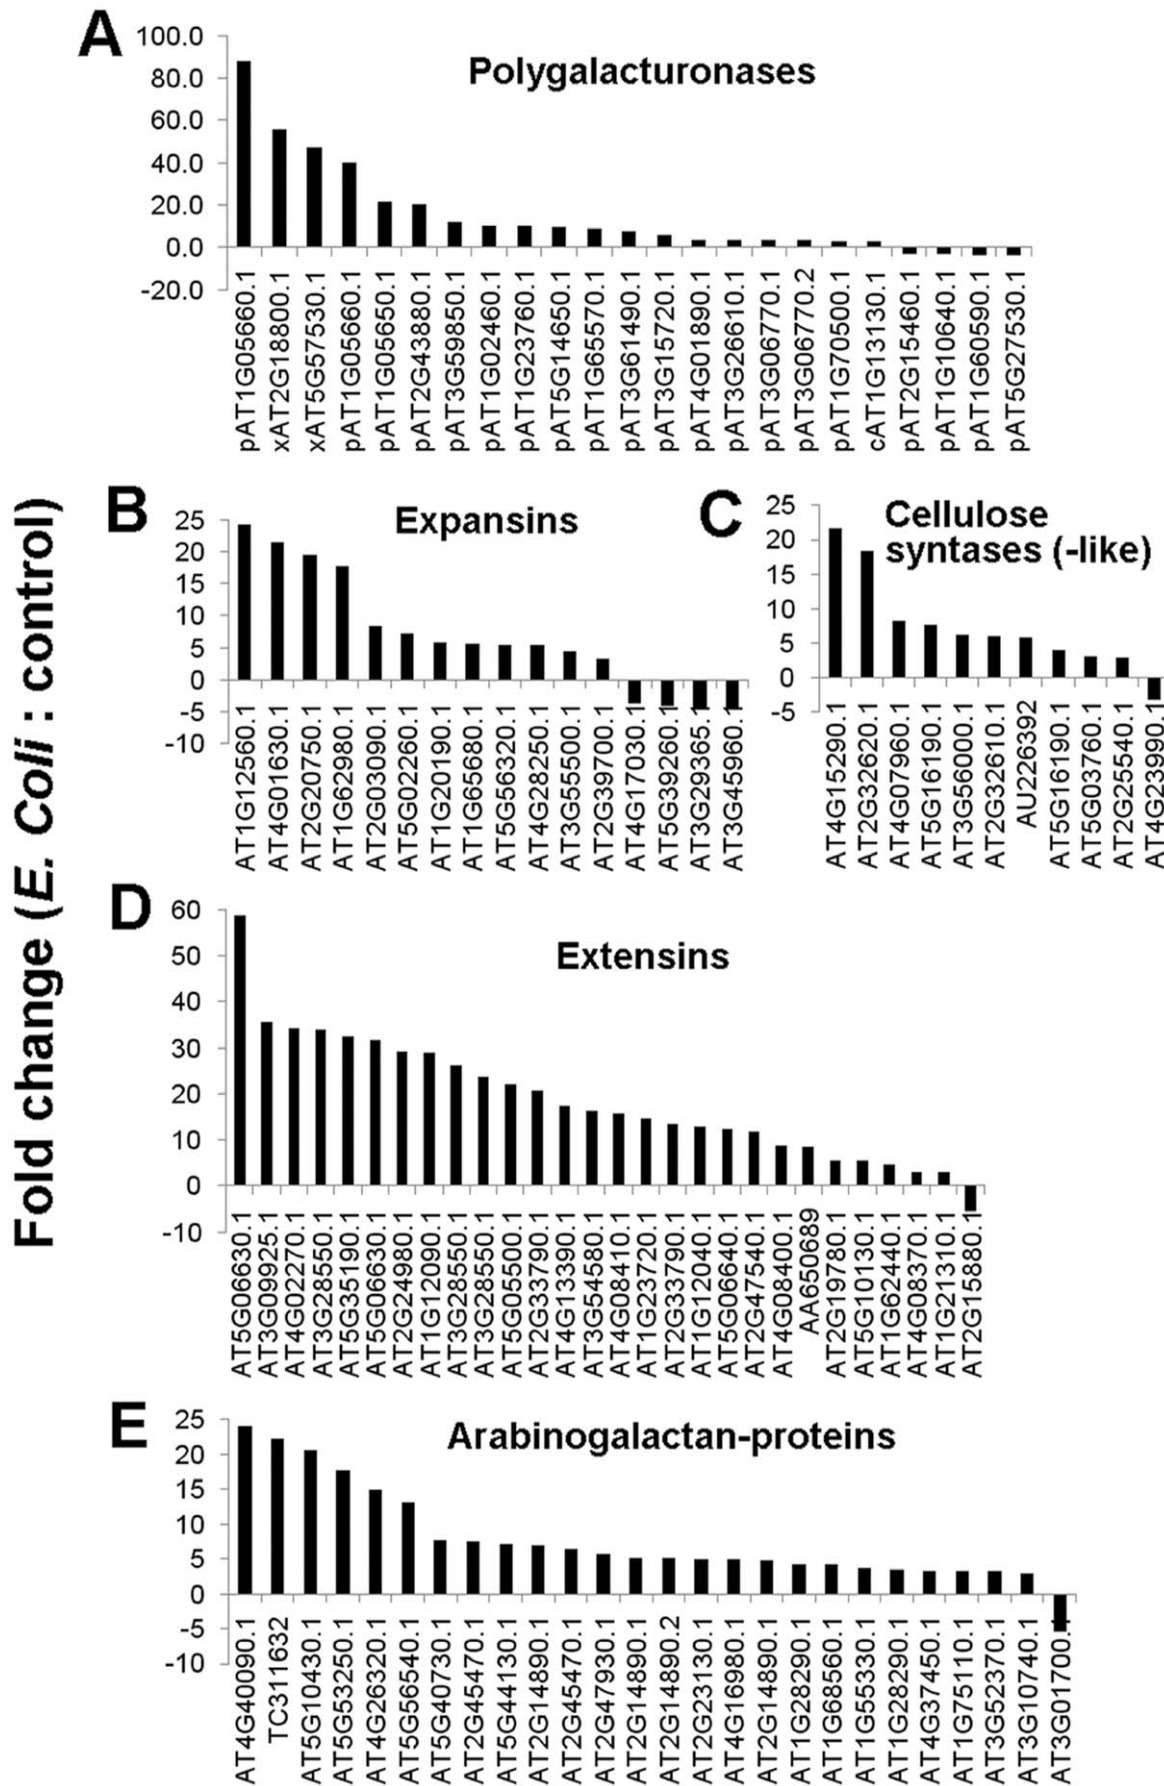 Fold change (E. Coli : control)
A
Polygalacturonases
100.0
80.0
60.0
40.0
20.0
0.0
-20.0
pAT1G05660.1
xAT2G18800.1
xAT5G57530.1
pAT1G05660.1
pAT1G05650.1
pAT2G43880.1
pAT3G59850.1
pAT1G02460.1
pAT1G23760.1
pAT5G14650.1
pAT1G65570.1
pAT3G61490.1
pAT3G15720.1
pAT4G01890.1
pAT3G26610.1
pAT3G06770.1
pAT3G06770.2
pAT1G70500.1
cAT1G13130.1
pAT2G15460.1
pAT1G10640.1
pAT1G60590.1
pAT5G27530.1
B
Expansins
25
20
15
10
5
0
-5
-10
AT1G12560.1
AT4G01630.1
AT2G20750.1
AT1G62980.1
AT2G03090.1
AT5G02260.1
AT1G20190.1
AT1G65680.1
AT5G56320.1
AT4G28250.1
AT3G55500.1
AT2G39700.1
AT4G17030.1
AT5G39260.1
AT3G29365.1
AT3G45960.1
C
Cellulose
syntases (-like)
25
20
15
10
5
0
-5
AT4G15290.1
AT2G32620.1
AT4G07960.1
AT5G16190.1
AT3G56000.1
AT2G32610.1
AU226392
AT5G16190.1
AT5G03760.1
AT2G25540.1
AT4G23990.1
D
Extensins
60
50
40
30
20
10
0
-10
AT5G06630.1
AT3G09925.1
AT4G02270.1
AT3G28550.1
AT5G35190.1
AT5G06630.1
AT2G24980.1
AT1G12090.1
AT3G28550.1
AT3G28550.1
AT5G05500.1
AT2G33790.1
AT4G13390.1
AT3G54580.1
AT4G08410.1
AT1G23720.1
AT2G33790.1
AT1G12040.1
AT5G06640.1
AT2G47540.1
AT4G08400.1
AA650689
AT2G19780.1
AT5G10130.1
AT1G62440.1
AT4G08370.1
AT1G21310.1
AT2G15880.1
E
Arabinogalactan-proteins
25
20
15
10
5
0
-5
-10
AT4G40090.1
TC311632
AT5G10430.1
AT5G53250.1
AT4G26320.1
AT5G56540.1
AT5G40730.1
AT2G45470.1
AT5G44130.1
AT2G14890.1
AT2G45470.1
AT2G47930.1
AT2G14890.1
AT2G14890.2
AT2G23130.1
AT4G16980.1
AT2G14890.1
AT1G28290.1
AT1G68560.1
AT1G55330.1
AT1G28290.1
AT4G37450.1
AT1G75110.1
AT3G52370.1
AT3G10740.1
AT3G01700.1